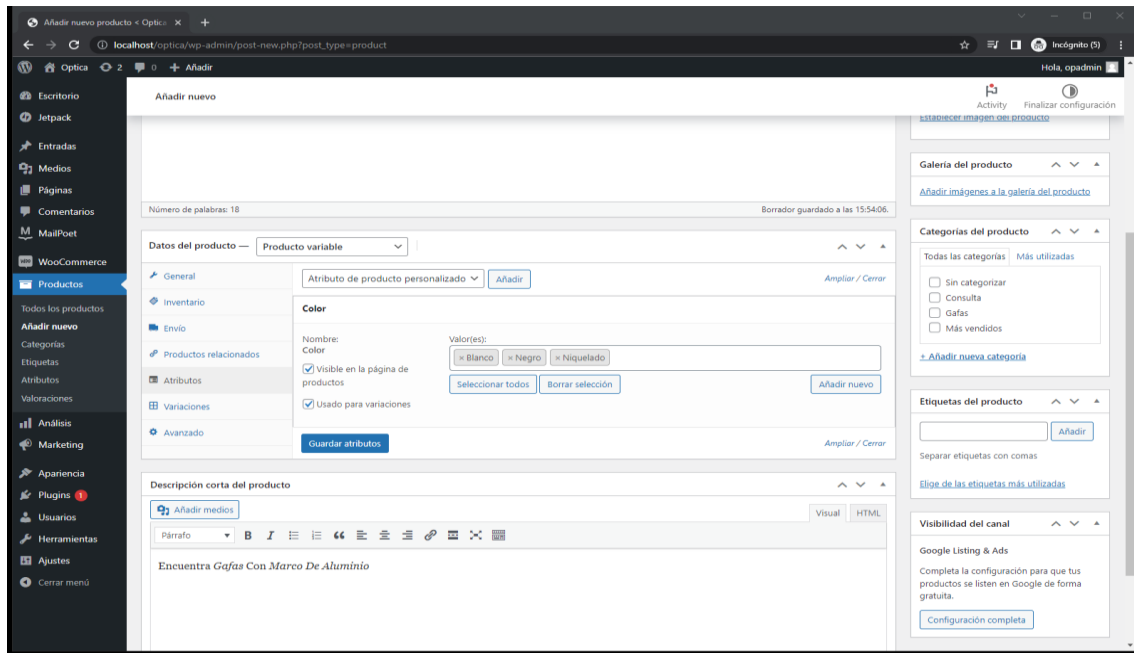 Añadir nuevo producto < Optica
localhost/optica/wp-admin/post-new.php?post_type=product
Incógnito (5)
Optica 2 0 Añadir
Hola, opadmin
Escritorio
Jetpack
Entradas
Medios
Páginas
Comentarios
MailPoet
WooCommerce
Productos
Todos los productos
Añadir nuevo
Categorías
Etiquetas
Atributos
Valoraciones
Análisis
Marketing
Apariencia
Plugins 1
Usuarios
Herramientas
Ajustes
Cerrar menú
Añadir nuevo
Activity
Finalizar configuración
Número de palabras: 18
Borrador guardado a las 15:54:06.
Datos del producto — Producto variable
General
Inventario
Envío
Productos relacionados
Atributos
Variaciones
Avanzado
Atributo de producto personalizado
Añadir
Ampliar / Cerrar
Color
Nombre:
Color
Visible en la página de
productos
Usado para variaciones
Valor(es):
× Blanco × Negro × Niquelado
Seleccionar todos
Borrar selección
Añadir nuevo
Guardar atributos
Ampliar / Cerrar
Descripción corta del producto
Añadir medios
Visual
HTML
Párrafo
B I
Encuentra Gafas Con Marco De Aluminio
Establecer imagen del producto
Galería del producto
Añadir imágenes a la galería del producto
Categorías del producto
Todas las categorías
Más utilizadas
Sin categorizar
Consulta
Gafas
Más vendidos
+ Añadir nueva categoría
Etiquetas del producto
Añadir
Separar etiquetas con comas
Elige de las etiquetas más utilizadas
Visibilidad del canal
Google Listing & Ads
Completa la configuración para que tus
productos se listen en Google de forma
gratuita.
Configuración completa